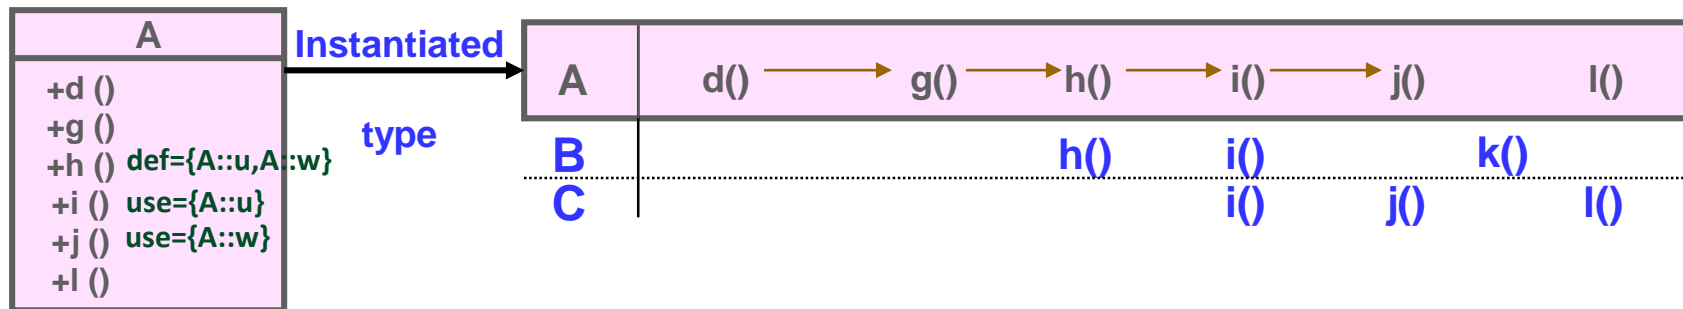 A
+d ()
+g ()
+h () def={A::u,A::w}
+i () use={A::u}
+j () use={A::w}
+l ()
Instantiated
type
A d() g() h() i() j() l()
B h() i() k()
C i() j() l()